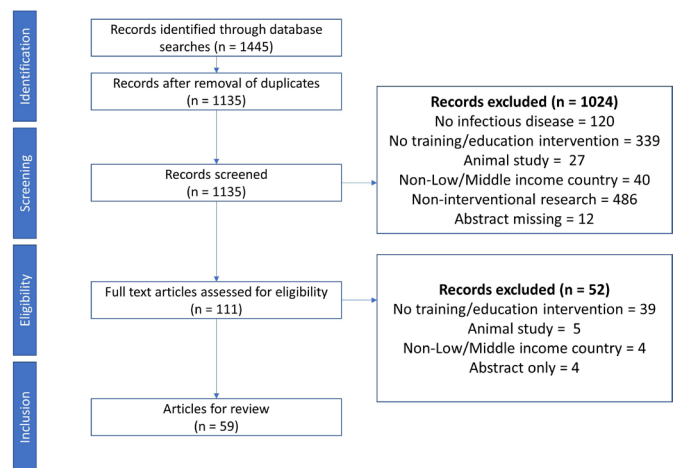 Identification
Records identified through database
searches (n = 1445)
Records after removal of duplicates
(n = 1135)
Screening
Records screened
(n = 1135)
Records excluded (n = 1024)
No infectious disease = 120
No training/education intervention = 339
Animal study = 27
Non-Low/Middle income country = 40
Non-interventional research = 486
Abstract missing = 12
Eligibility
Full text articles assessed for eligibility
(n = 111)
Records excluded (n = 52)
No training/education intervention = 39
Animal study = 5
Non-Low/Middle income country = 4
Abstract only = 4
Inclusion
Articles for review
(n = 59)